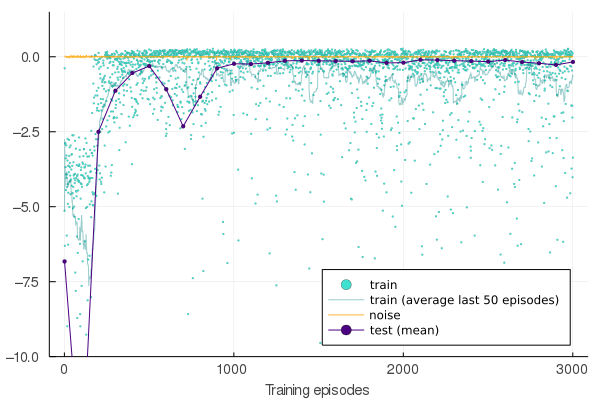 0.0
−2.5
−5.0
−7.5
−10.0
0
1000
2000
3000
Training episodes
train
train (average last 50 episodes)
noise
test (mean)